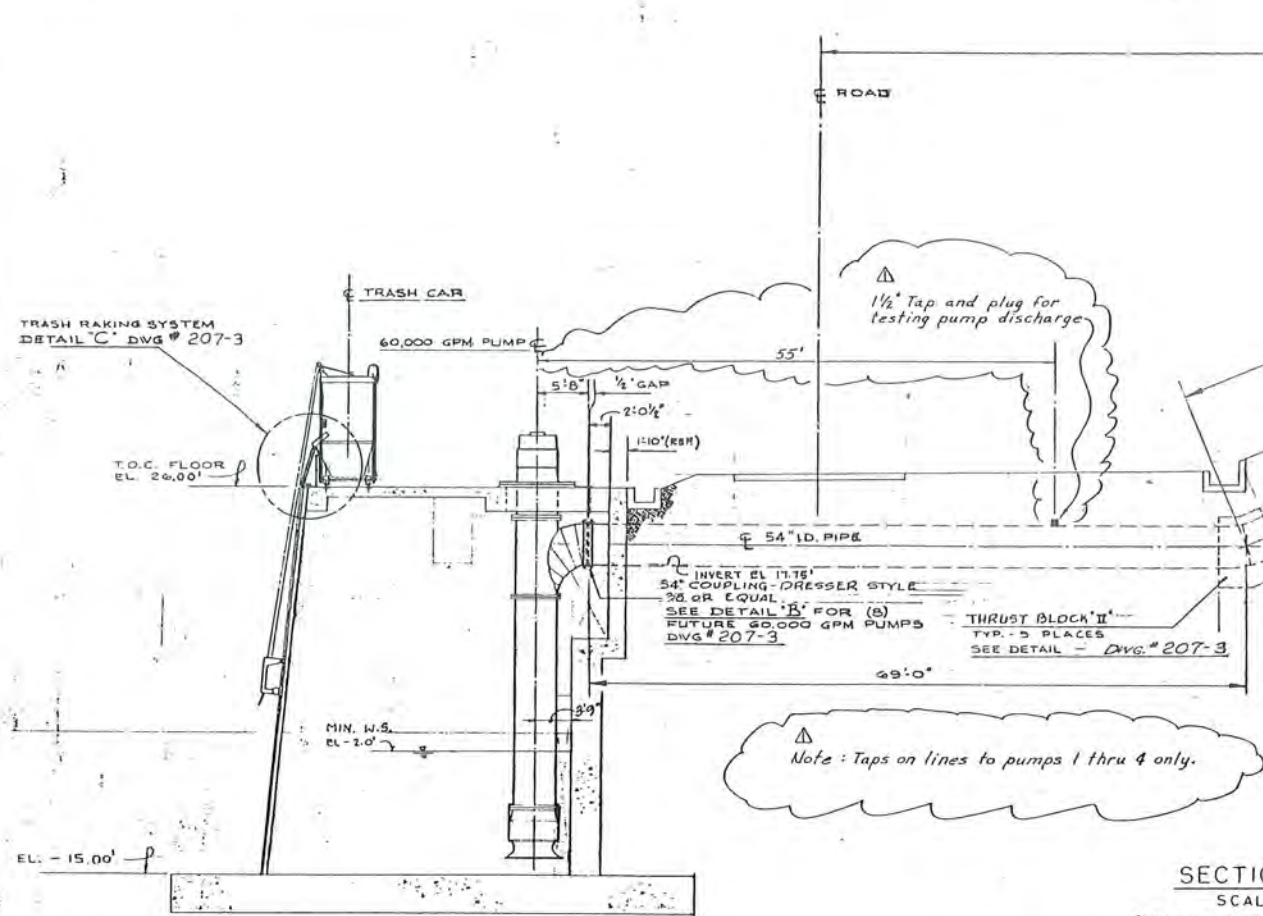 ℄ ROAD
℄ TRASH CAR
TRASH RAKING SYSTEM
DETAIL "C" DWG # 207-3
60,000 GPM PUMP ℄
1½" Tap and plug for
testing pump discharge
55'
5'-8"
½" GAP
2'-0½"
1'-10" (REM)
T.O.C. FLOOR
EL. 26.00'
℄ 54" I.D. PIPE
INVERT EL 17.75'
54" COUPLING-DRESSER STYLE
38 OR EQUAL
SEE DETAIL "B" FOR (8)
FUTURE 60,000 GPM PUMPS
DWG # 207-3
THRUST BLOCK "II"
TYP. - 9 PLACES
SEE DETAIL - DWG. # 207-3
69'-0"
3'-9"
MIN. W.S.
EL -2.0'
Note : Taps on lines to pumps 1 thru 4 only.
EL. - 15.00'
SECTIO
SCAL